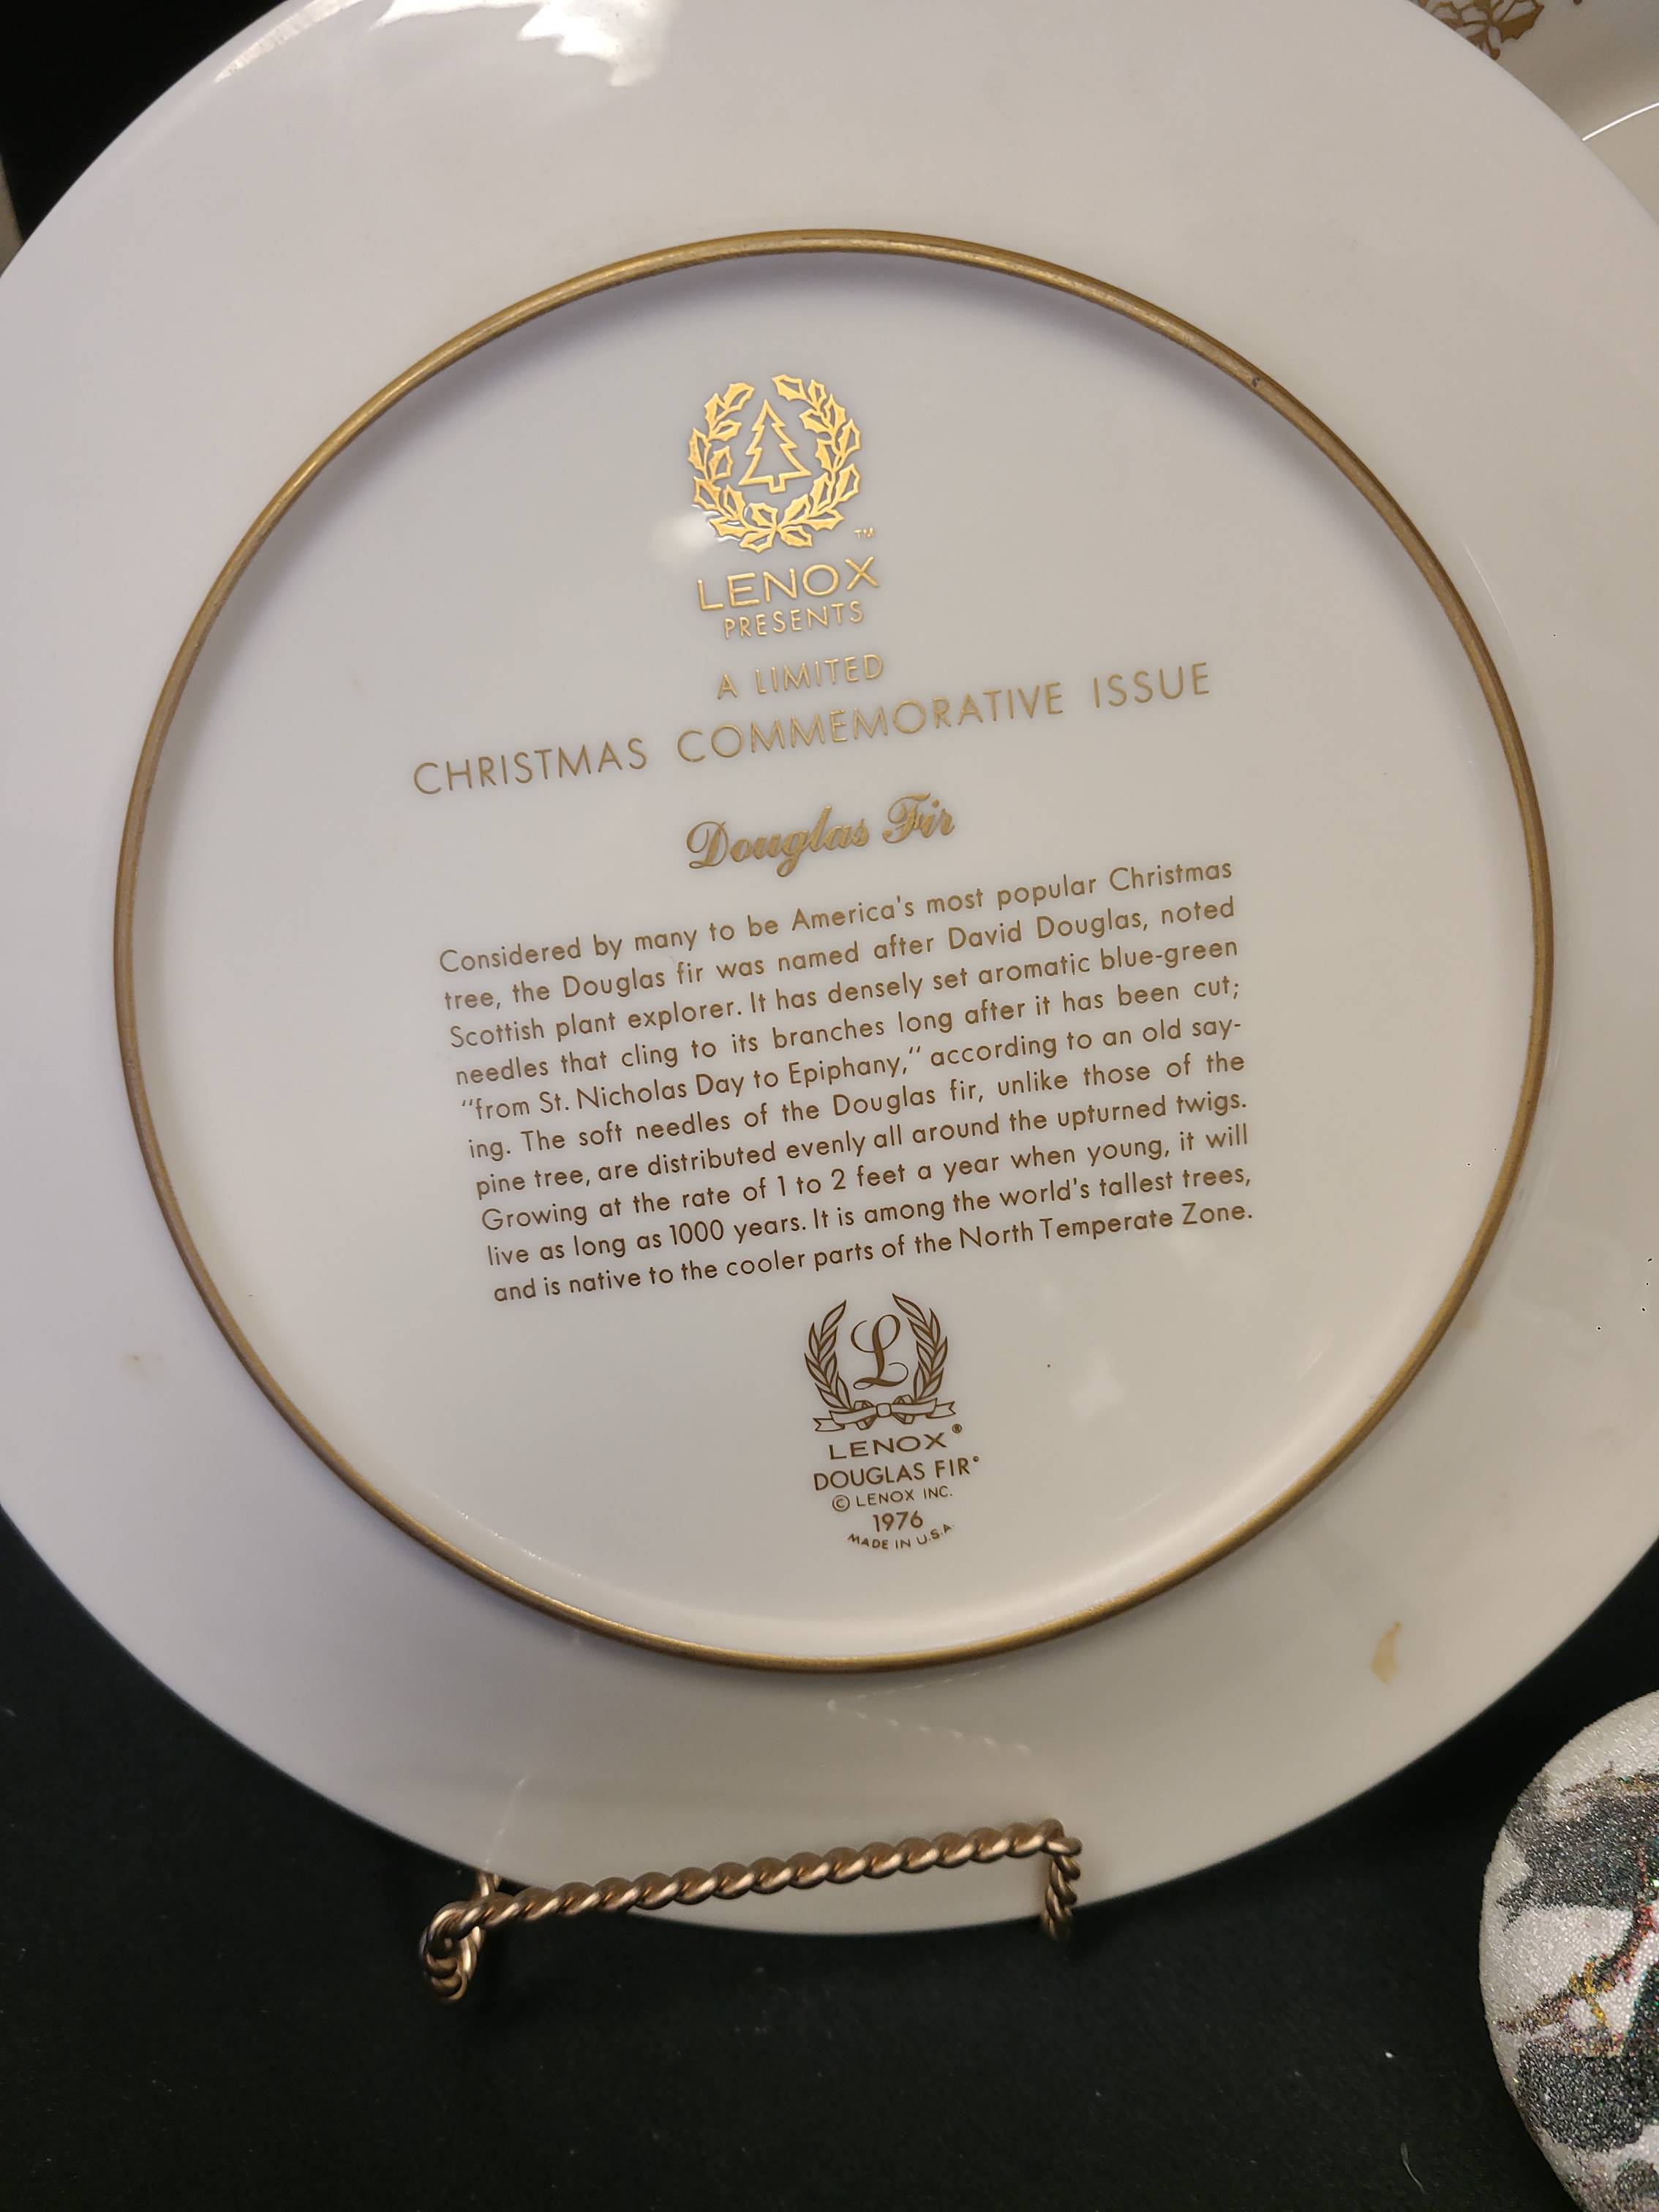 TM
LENOX
PRESENTS
A LIMITED
CHRISTMAS COMMEMORATIVE ISSUE
Douglas Fir
Considered by many to be America's most popular Christmas
tree, the Douglas fir was named after David Douglas, noted
Scottish plant explorer. It has densely set aromatic blue-green
needles that cling to its branches long after it has been cut;
“from St. Nicholas Day to Epiphany,” according to an old say-
ing. The soft needles of the Douglas fir, unlike those of the
pine tree, are distributed evenly all around the upturned twigs.
Growing at the rate of 1 to 2 feet a year when young, it will
live as long as 1000 years. It is among the world's tallest trees,
and is native to the cooler parts of the North Temperate Zone.
L
LENOX®
DOUGLAS FIR®
© LENOX INC.
1976
MADE IN U.S.A.